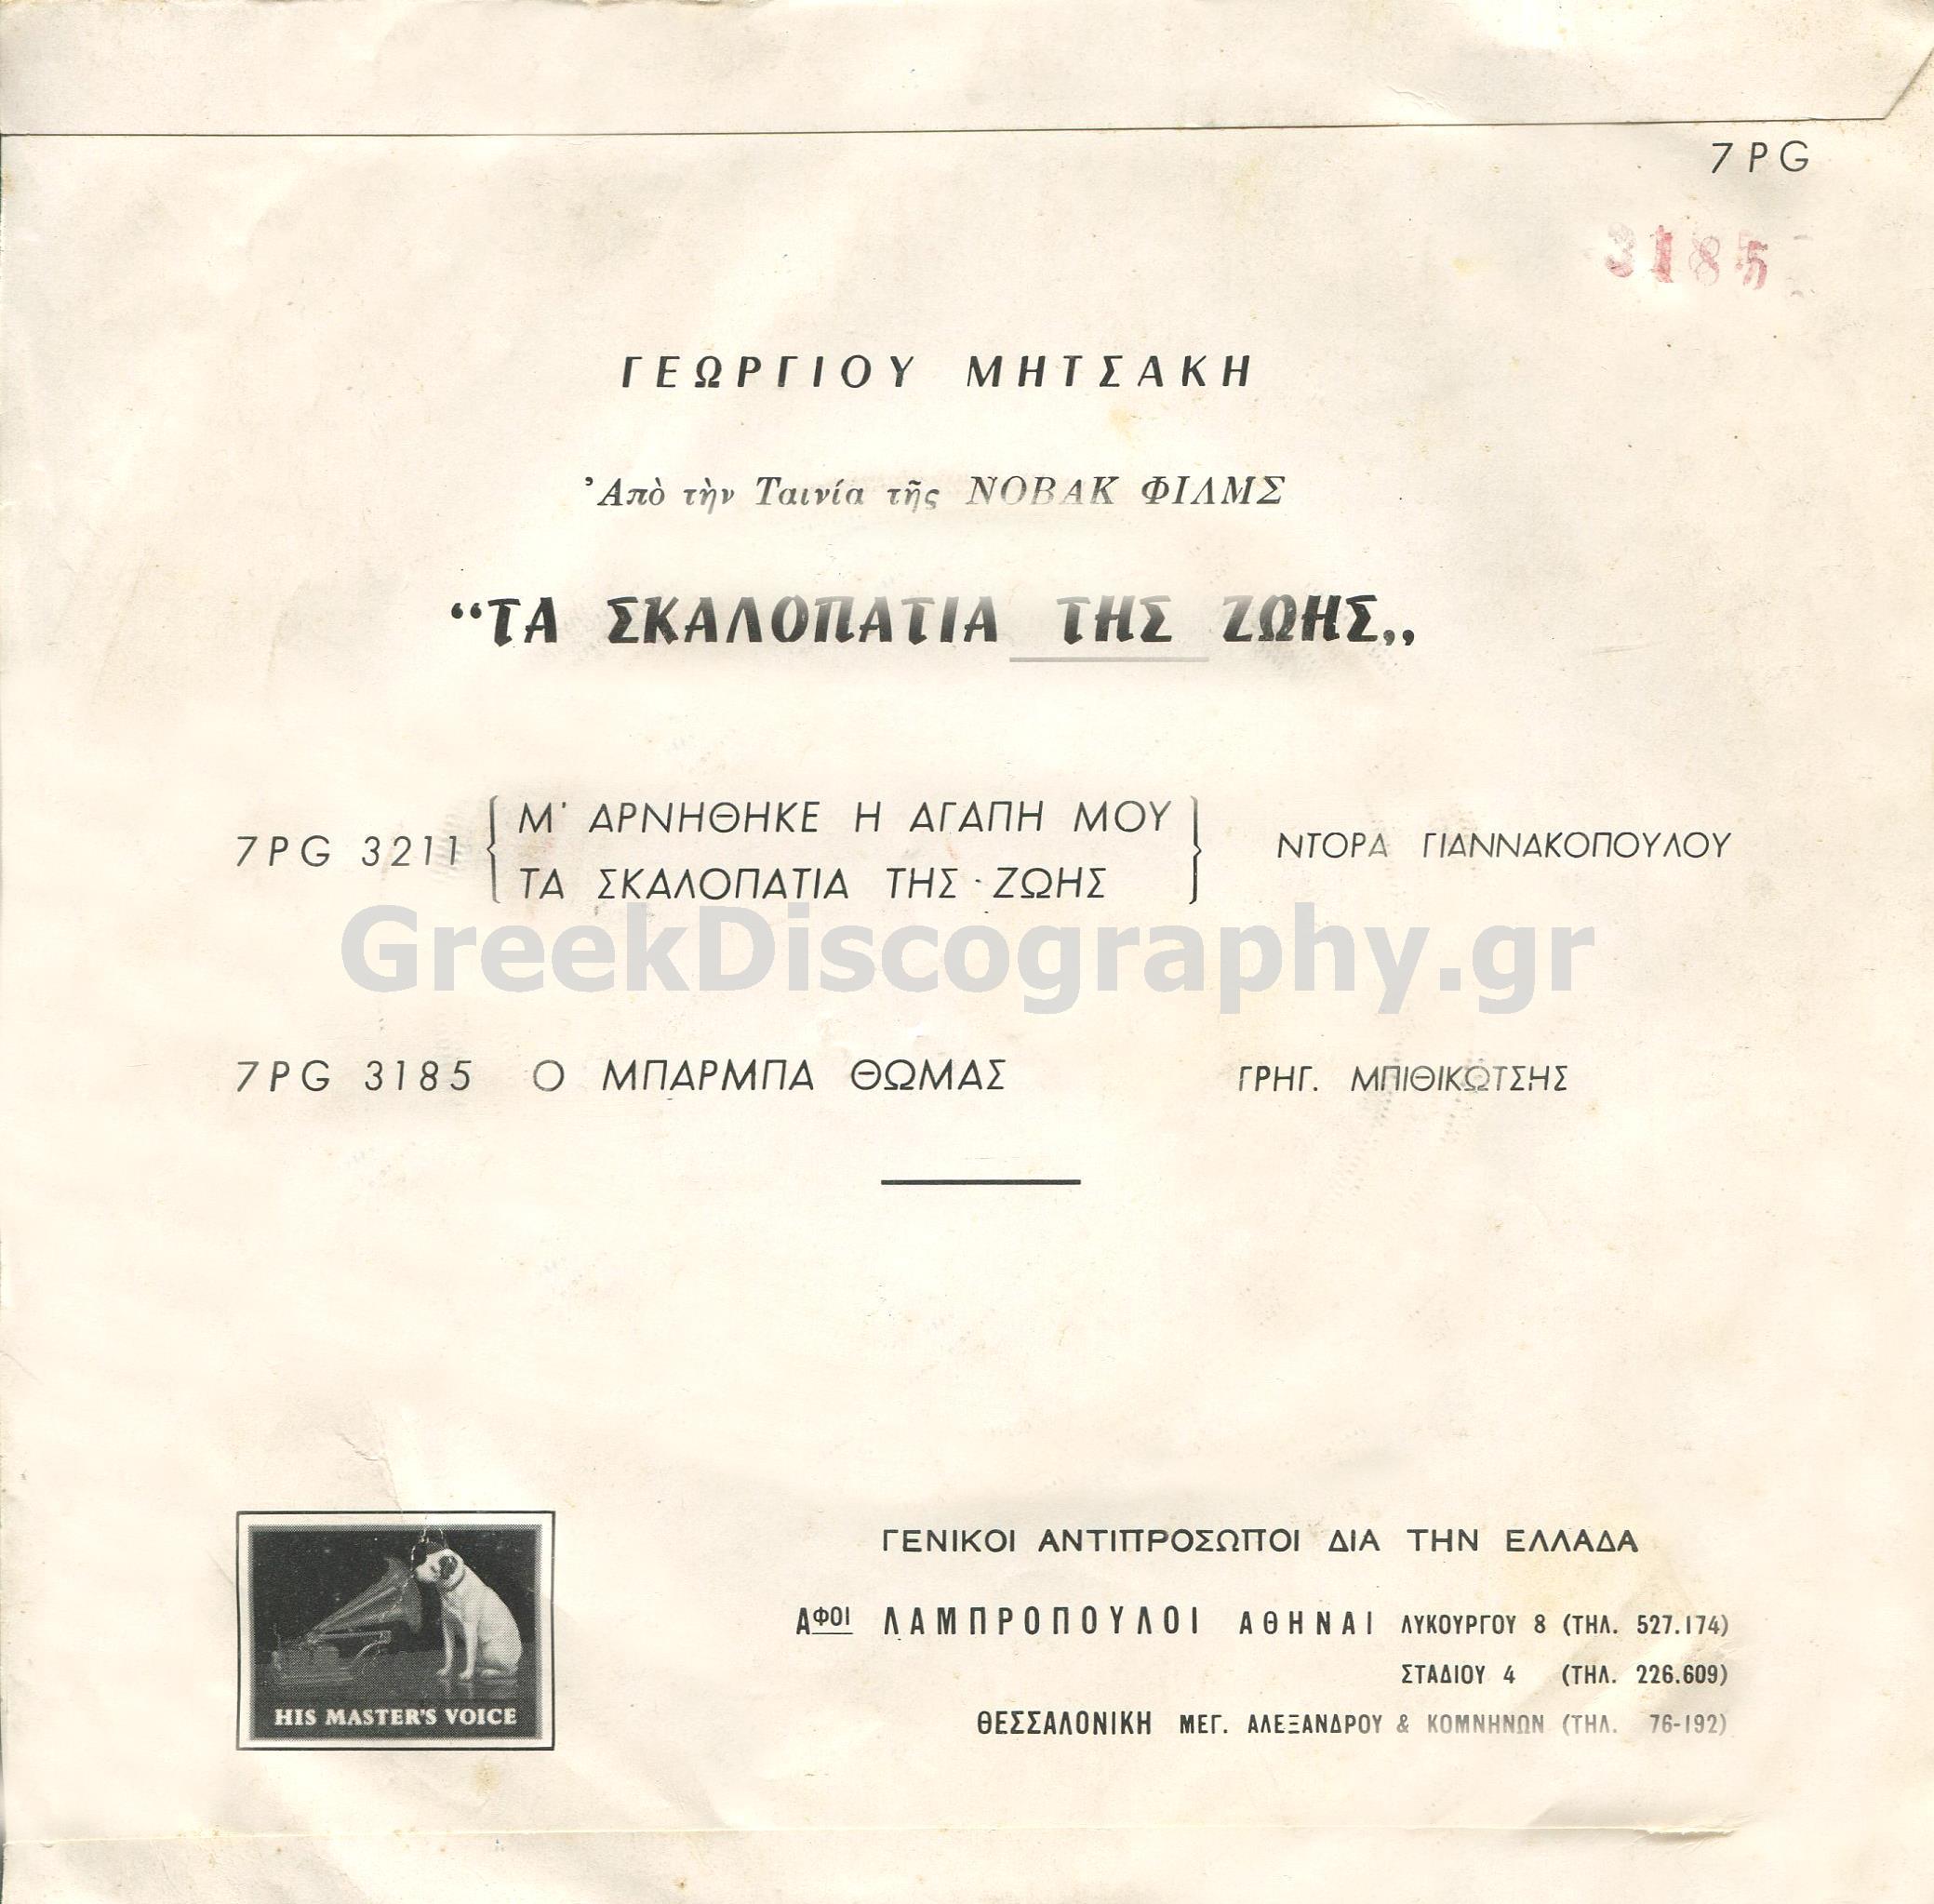 7PG
3185
ΓΕΩΡΓΙΟΥ ΜΗΤΣΑΚΗ
Ἀπὸ τὴν Ταινία τῆς ΝΟΒΑΚ ΦΙΛΜΣ
“ΤΑ ΣΚΑΛΟΠΑΤΙΑ ΤΗΣ ΖΩΗΣ„
7PG 3211 { Μ' ΑΡΝΗΘΗΚΕ Η ΑΓΑΠΗ ΜΟΥ
ΤΑ ΣΚΑΛΟΠΑΤΙΑ ΤΗΣ ΖΩΗΣ } ΝΤΟΡΑ ΓΙΑΝΝΑΚΟΠΟΥΛΟΥ
GreekDiscography.gr
7PG 3185 Ο ΜΠΑΡΜΠΑ ΘΩΜΑΣ ΓΡΗΓ. ΜΠΙΘΙΚΩΤΣΗΣ
HIS MASTER'S VOICE
ΓΕΝΙΚΟΙ ΑΝΤΙΠΡΟΣΩΠΟΙ ΔΙΑ ΤΗΝ ΕΛΛΑΔΑ
ΑΦΟΙ ΛΑΜΠΡΟΠΟΥΛΟΙ ΑΘΗΝΑΙ ΛΥΚΟΥΡΓΟΥ 8 (ΤΗΛ. 527.174)
ΣΤΑΔΙΟΥ 4 (ΤΗΛ. 226.609)
ΘΕΣΣΑΛΟΝΙΚΗ ΜΕΓ. ΑΛΕΞΑΝΔΡΟΥ & ΚΟΜΝΗΝΩΝ (ΤΗΛ. 76-192)